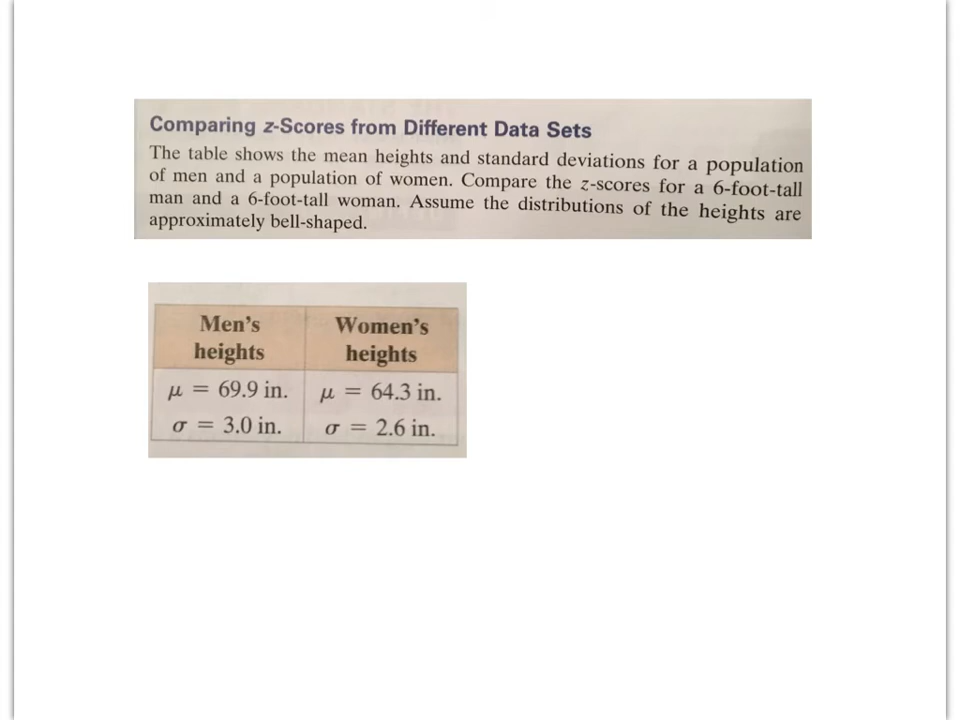 Comparing z-Scores from Different Data Sets
The table shows the mean heights and standard deviations for a population
of men and a population of women. Compare the z-scores for a 6-foot-tall
man and a 6-foot-tall woman. Assume the distributions of the heights are
approximately bell-shaped.
Men's heights
Women's heights
μ = 69.9 in. μ = 64.3 in.
σ = 3.0 in. σ = 2.6 in.